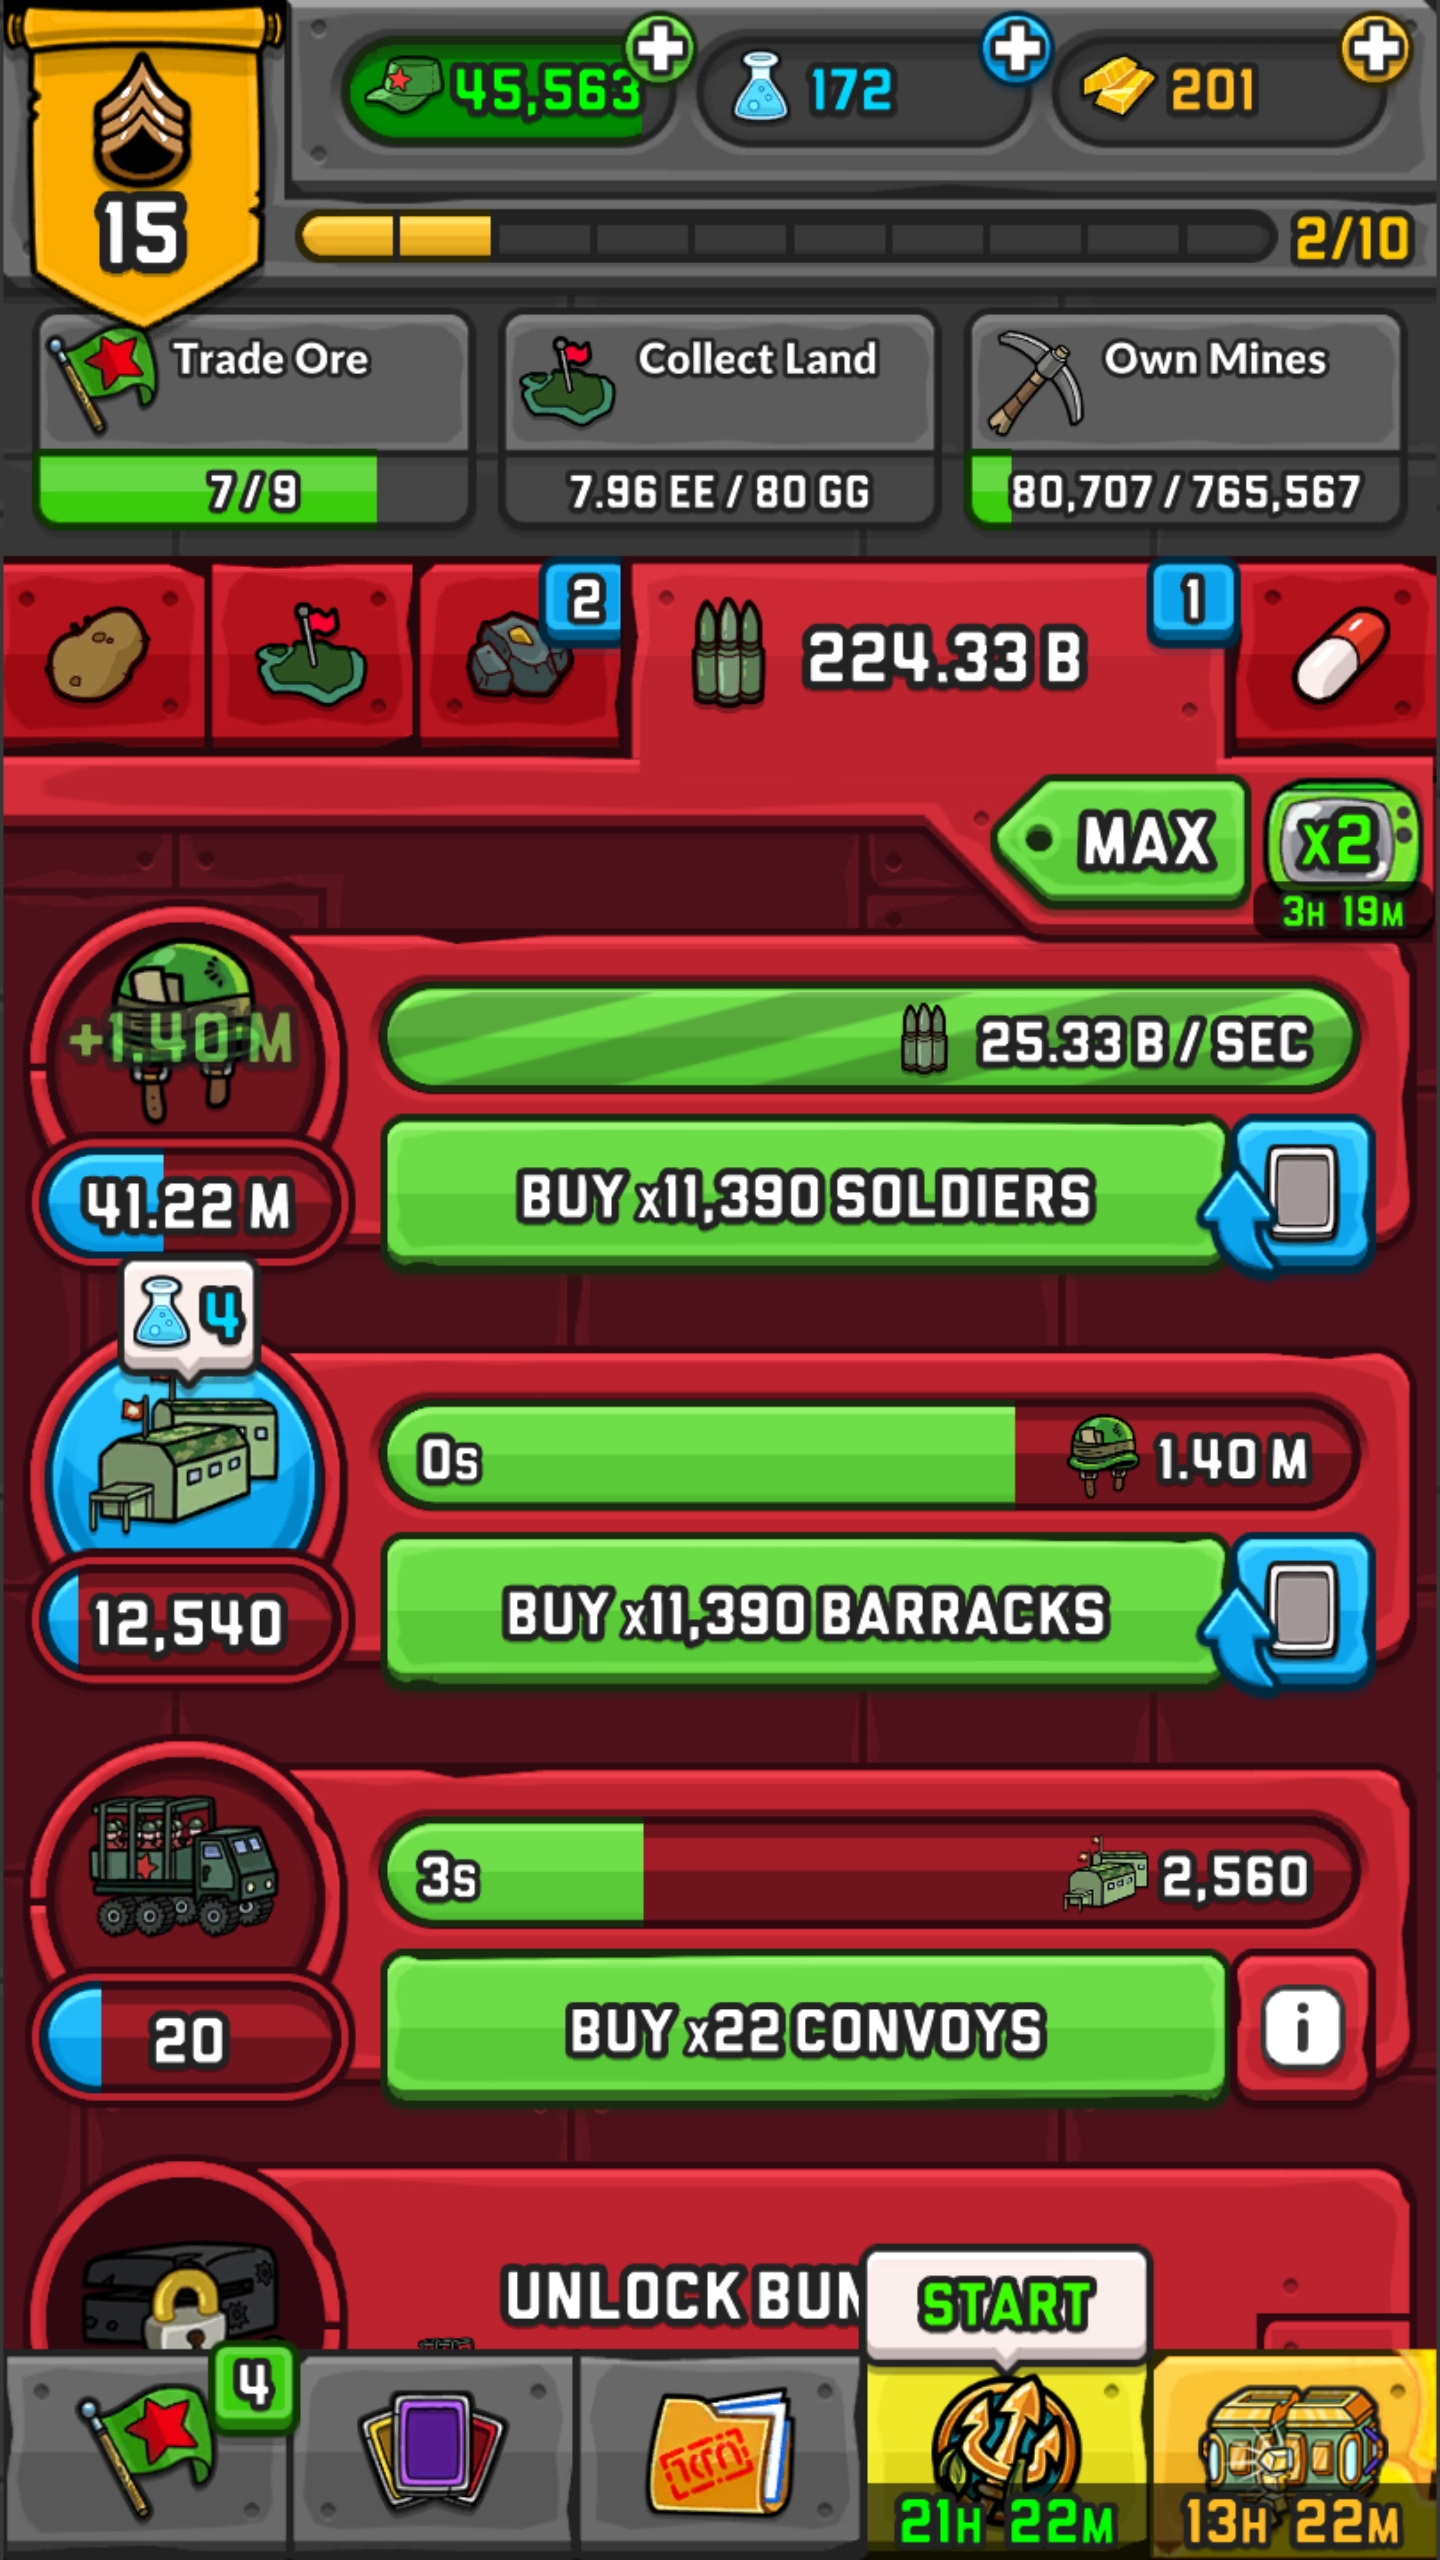 45,563
172
201
15
2/10
Trade Ore
7/9
Collect Land
7.96 EE / 80 GG
Own Mines
80,707 / 765,567
2
224.33 B
1
MAX
x2
3H 19M
+1.40 M
25.33 B / SEC
41.22 M
BUY x11,390 SOLDIERS
4
0s
1.40 M
12,540
BUY x11,390 BARRACKS
3s
2,560
20
BUY x22 CONVOYS
i
UNLOCK
START
4
21H 22M
13H 22M